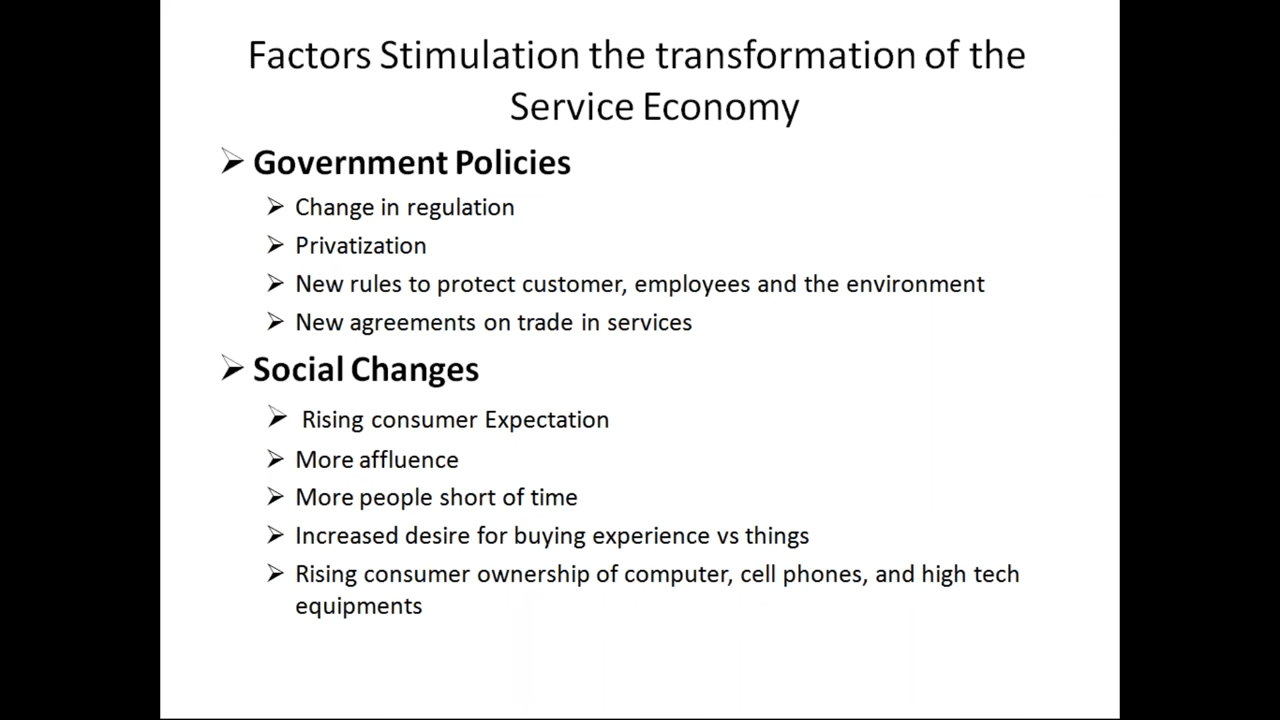 Factors Stimulation the transformation of the
Service Economy
➢ Government Policies
➢ Change in regulation
➢ Privatization
➢ New rules to protect customer, employees and the environment
➢ New agreements on trade in services
➢ Social Changes
➢ Rising consumer Expectation
➢ More affluence
➢ More people short of time
➢ Increased desire for buying experience vs things
➢ Rising consumer ownership of computer, cell phones, and high tech
equipments